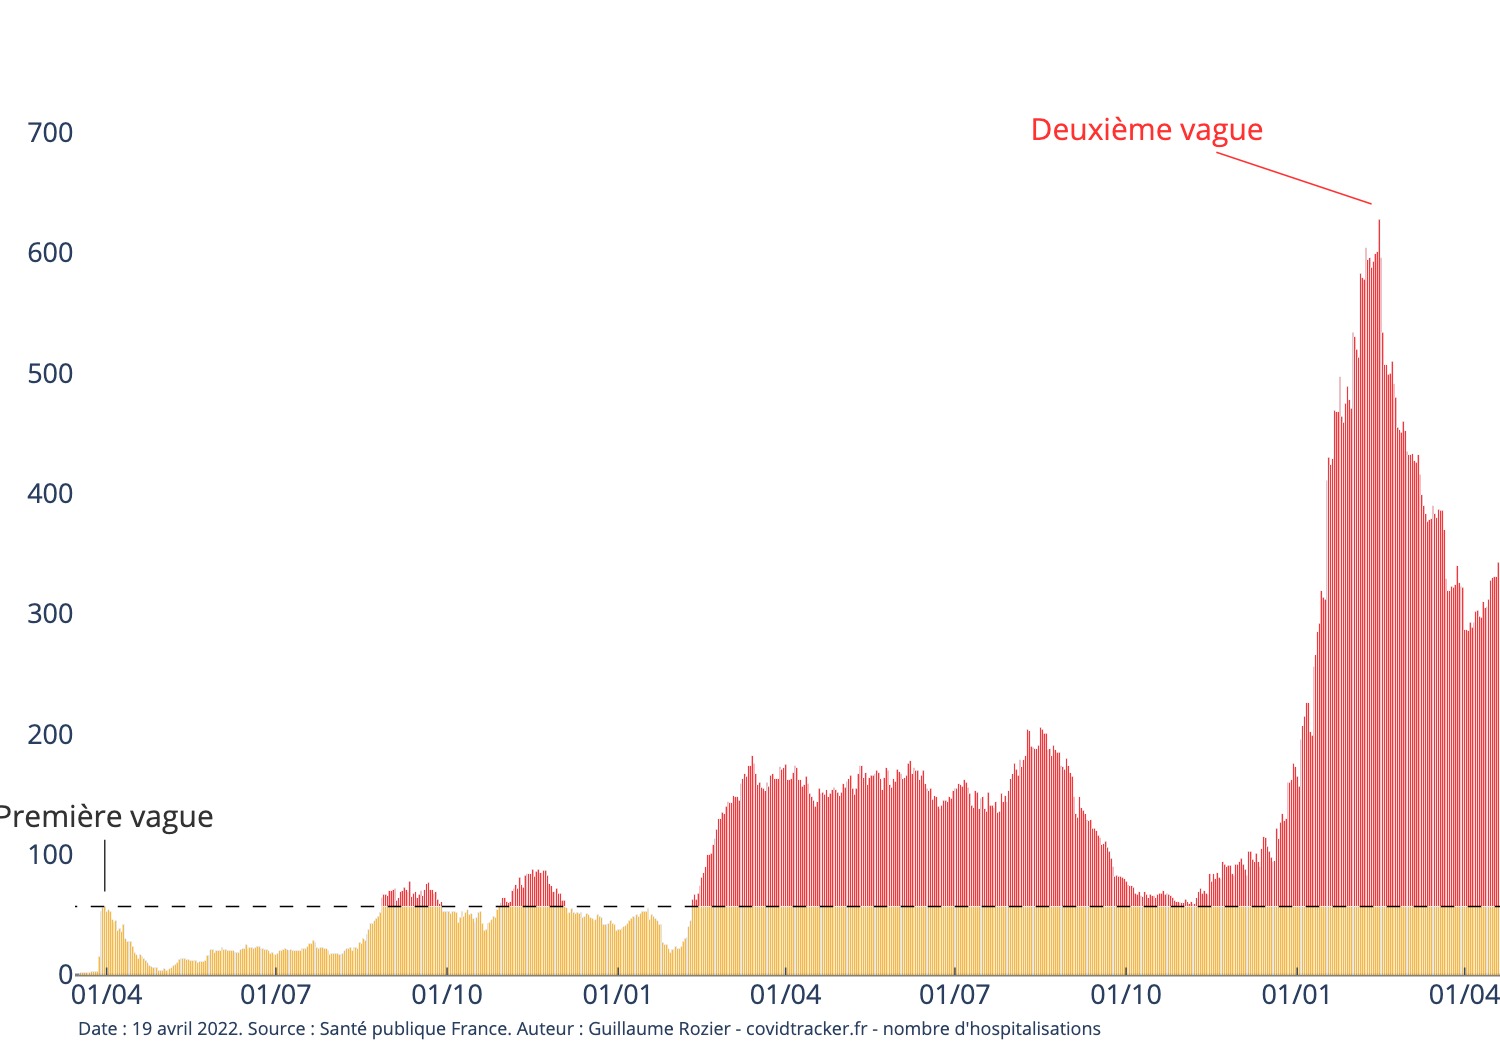 700
Deuxième vague
600
500
400
300
200
Première vague
100
0
01/04 01/07 01/10 01/01 01/04 01/07 01/10 01/01 01/04
Date : 19 avril 2022. Source : Santé publique France. Auteur : Guillaume Rozier - covidtracker.fr - nombre d'hospitalisations